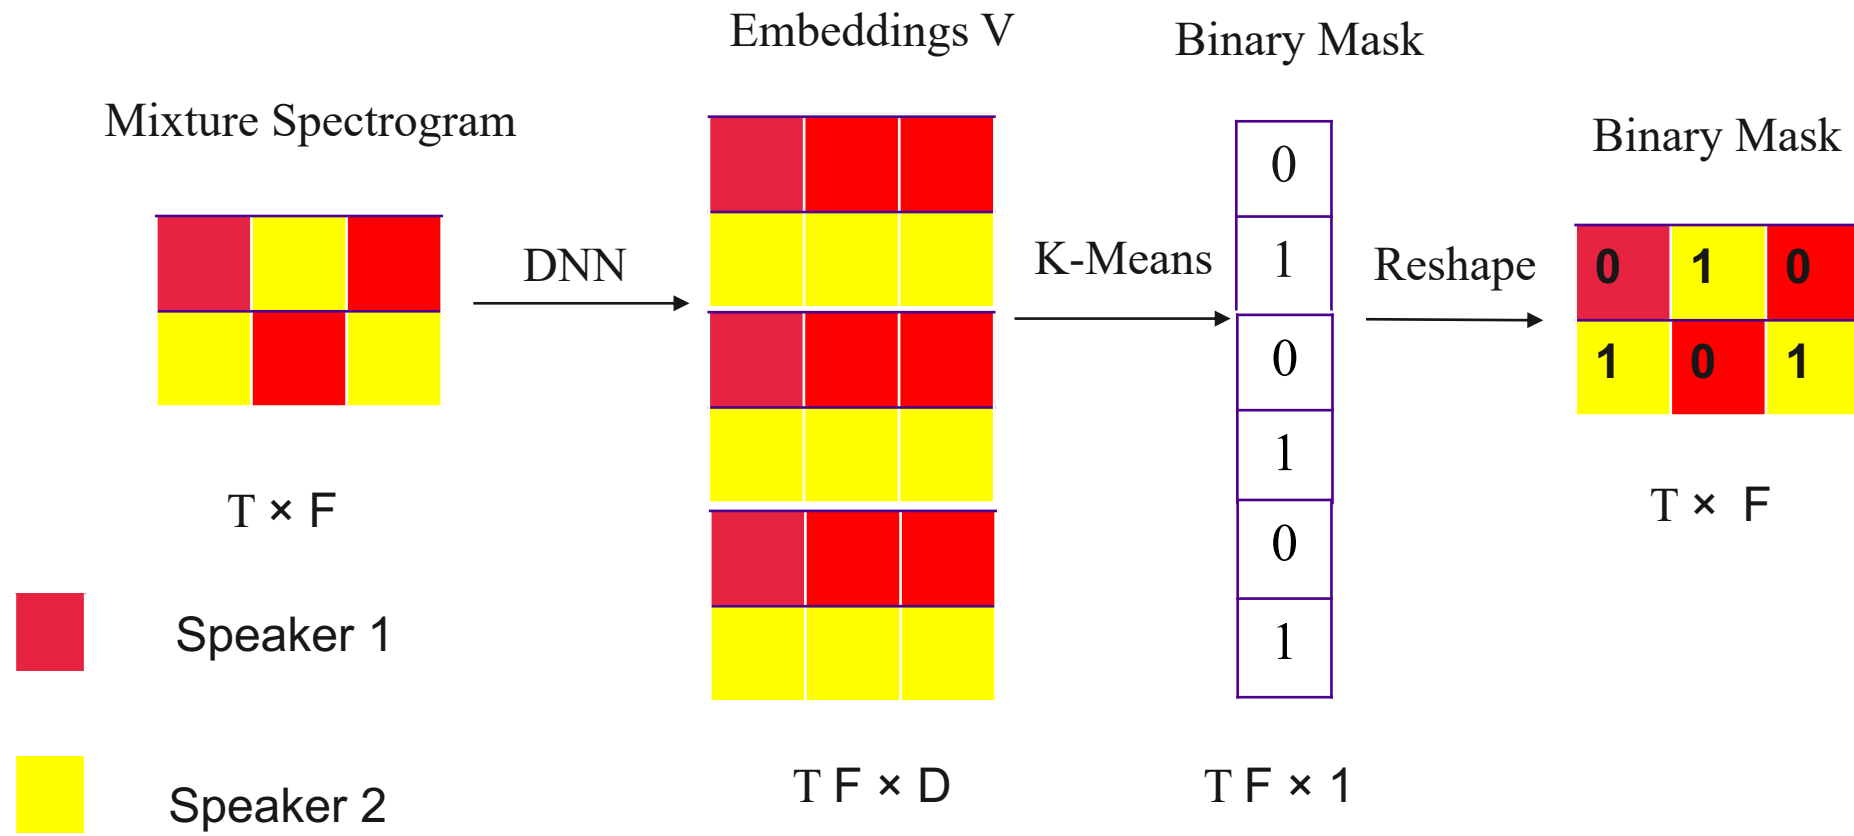 Embeddings V
Binary Mask
Mixture Spectrogram
Binary Mask
DNN
K-Means
Reshape
0
1
0
1
0
1
0 1 0
1 0 1
T × F
T F × D
T F × 1
T × F
Speaker 1
Speaker 2